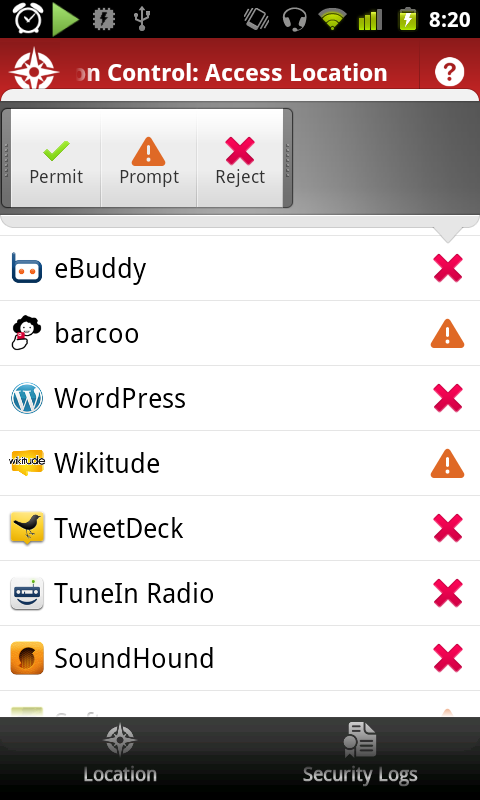 8:20
on Control: Access Location
?
Permit
Prompt
Reject
eBuddy
barcoo
WordPress
wikitude
Wikitude
TweetDeck
TuneIn Radio
SoundHound
Location
Security Logs